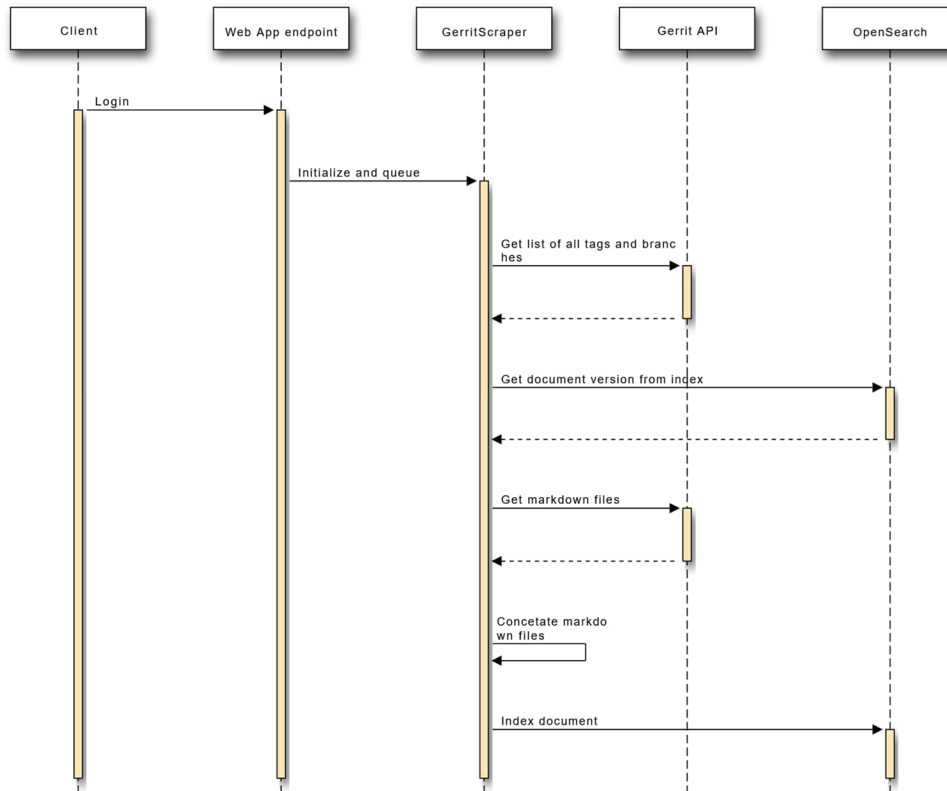 Client
Web App endpoint
GerritScraper
Gerrit API
OpenSearch
Login
Initialize and queue
Get list of all tags and branc
hes
Get document version from index
Get markdown files
Concetate markdo
wn files
Index document